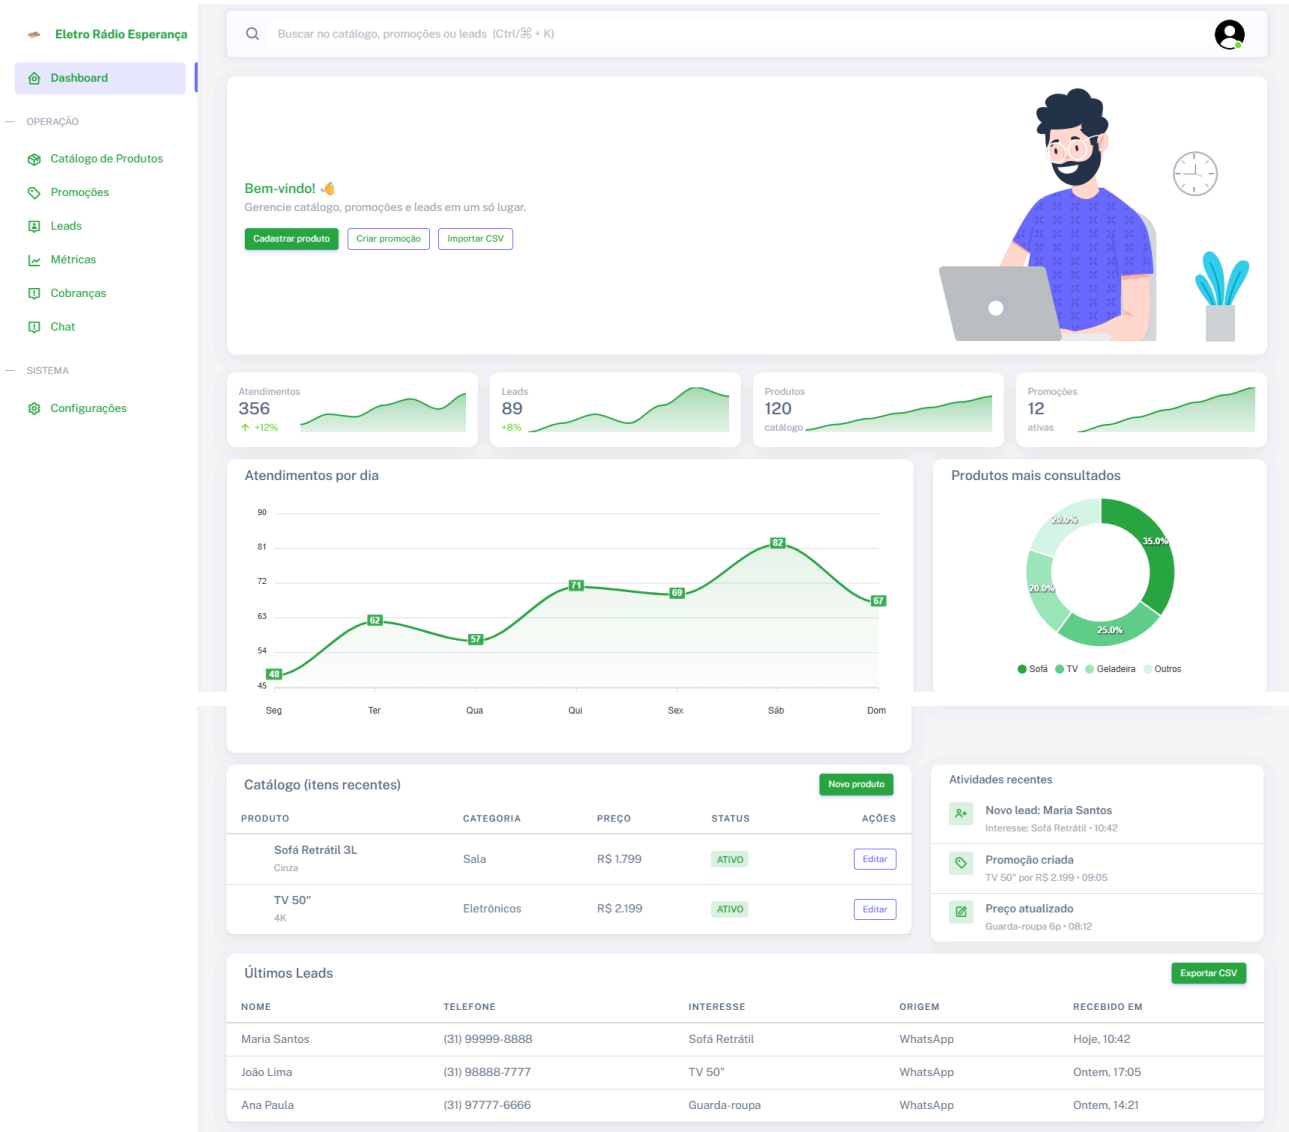 Eletro Rádio Esperança
Dashboard
OPERAÇÃO
Catálogo de Produtos
Promoções
Leads
Métricas
Cobranças
Chat
SISTEMA
Configurações
Buscar no catálogo, promoções ou leads (Ctrl/⌘ + K)
Bem-vindo! 👋
Gerencie catálogo, promoções e leads em um só lugar.
Cadastrar produto Criar promoção Importar CSV
Atendimentos
356
↑ +12%
Leads
89
+8%
Produtos
120
catálogo
Promoções
12
ativas
Atendimentos por dia
90
81
72
63
54
45
48
62
57
71
69
82
67
Seg Ter Qua Qui Sex Sáb Dom
Produtos mais consultados
20.0%
35.0%
20.0%
25.0%
Sofá TV Geladeira Outros
Catálogo (itens recentes)
Novo produto
PRODUTO CATEGORIA PREÇO STATUS AÇÕES
Sofá Retrátil 3L
Cinza
Sala R$ 1.799 ATIVO Editar
TV 50"
4K
Eletrônicos R$ 2.199 ATIVO Editar
Atividades recentes
Novo lead: Maria Santos
Interesse: Sofá Retrátil • 10:42
Promoção criada
TV 50" por R$ 2.199 • 09:05
Preço atualizado
Guarda-roupa 6p • 08:12
Últimos Leads
Exportar CSV
NOME TELEFONE INTERESSE ORIGEM RECEBIDO EM
Maria Santos (31) 99999-8888 Sofá Retrátil WhatsApp Hoje, 10:42
João Lima (31) 98888-7777 TV 50" WhatsApp Ontem, 17:05
Ana Paula (31) 97777-6666 Guarda-roupa WhatsApp Ontem, 14:21